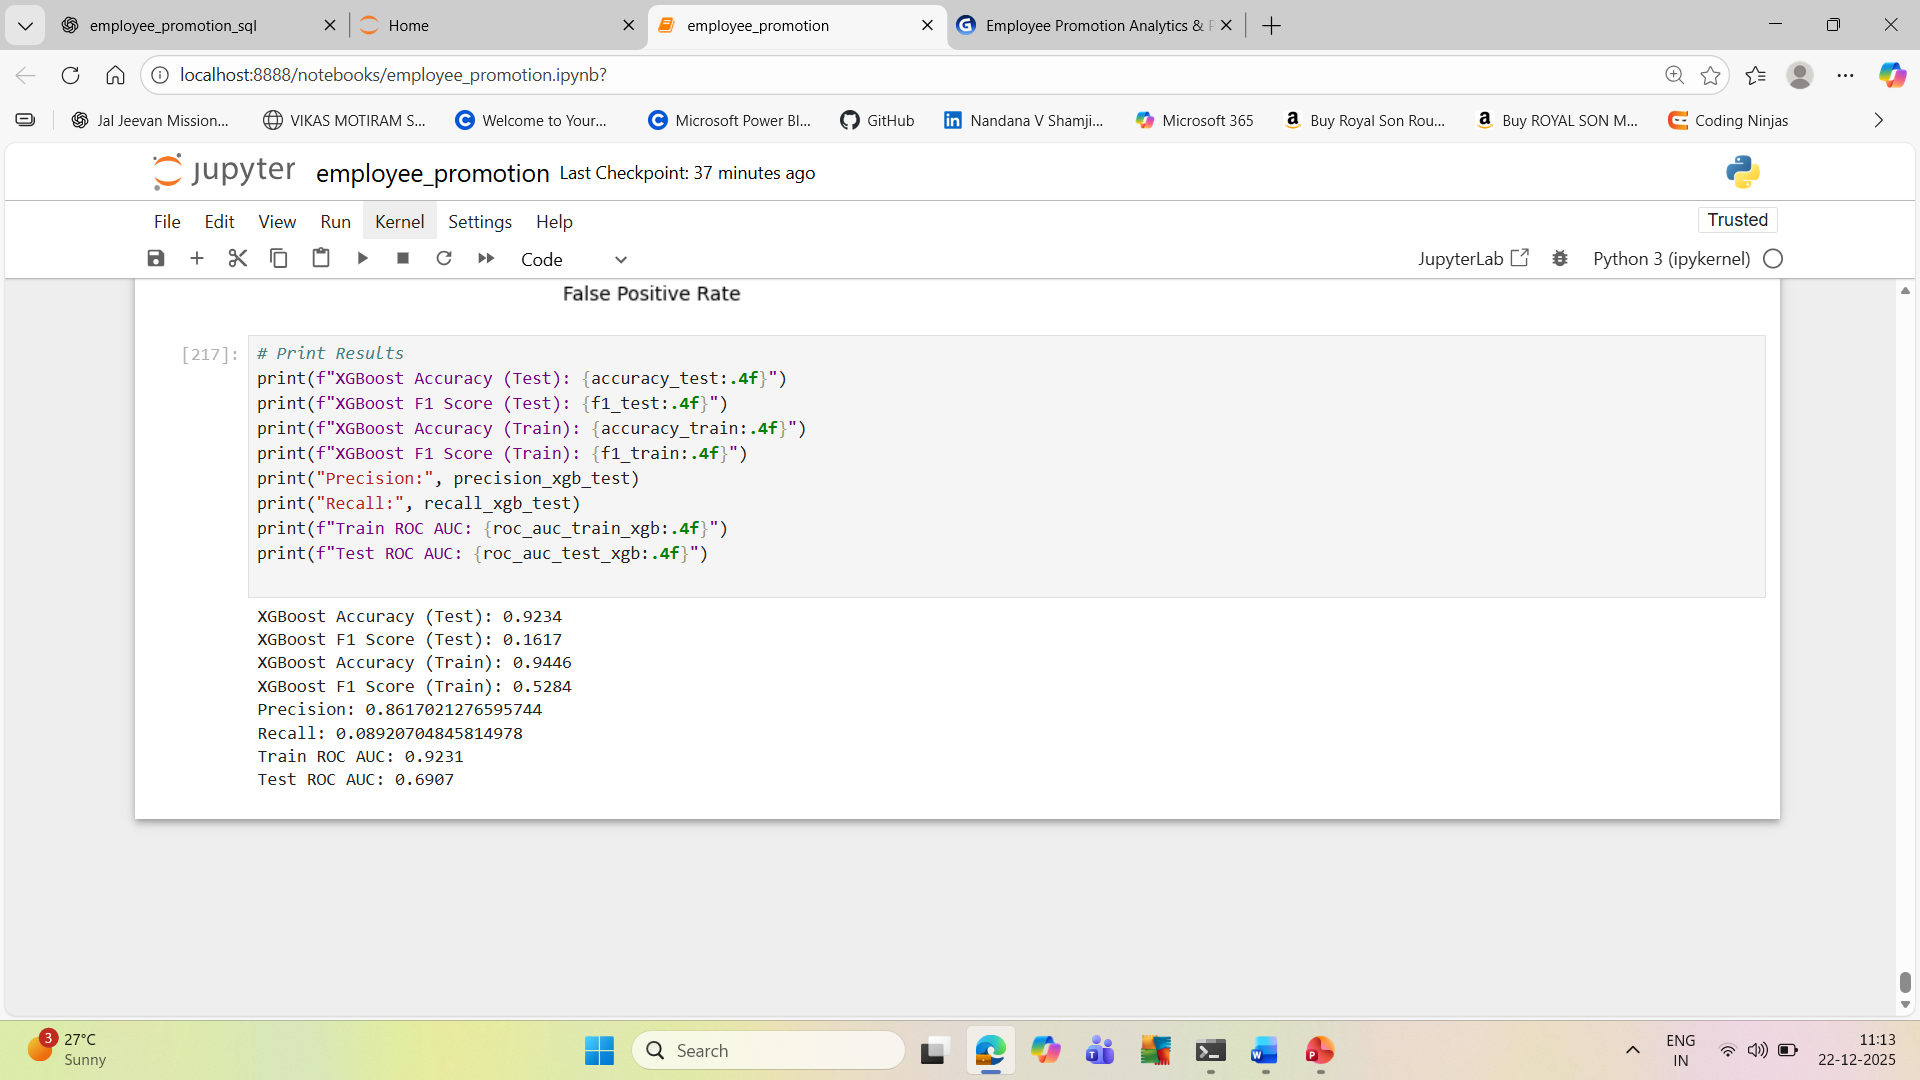 employee_promotion_sql
Home
employee_promotion
Employee Promotion Analytics &
localhost:8888/notebooks/employee_promotion.ipynb?
Jal Jeevan Mission...
VIKAS MOTIRAM S...
Welcome to Your...
Microsoft Power BI...
GitHub
Nandana V Shamji...
Microsoft 365
Buy Royal Son Rou...
Buy ROYAL SON M...
Coding Ninjas
jupyter employee_promotion Last Checkpoint: 37 minutes ago
File Edit View Run Kernel Settings Help
Trusted
Code
JupyterLab
Python 3 (ipykernel)
False Positive Rate
[217]:
# Print Results
print(f"XGBoost Accuracy (Test): {accuracy_test:.4f}")
print(f"XGBoost F1 Score (Test): {f1_test:.4f}")
print(f"XGBoost Accuracy (Train): {accuracy_train:.4f}")
print(f"XGBoost F1 Score (Train): {f1_train:.4f}")
print("Precision:", precision_xgb_test)
print("Recall:", recall_xgb_test)
print(f"Train ROC AUC: {roc_auc_train_xgb:.4f}")
print(f"Test ROC AUC: {roc_auc_test_xgb:.4f}")
XGBoost Accuracy (Test): 0.9234
XGBoost F1 Score (Test): 0.1617
XGBoost Accuracy (Train): 0.9446
XGBoost F1 Score (Train): 0.5284
Precision: 0.8617021276595744
Recall: 0.08920704845814978
Train ROC AUC: 0.9231
Test ROC AUC: 0.6907
3
27°C
Sunny
Search
ENG
IN
11:13
22-12-2025